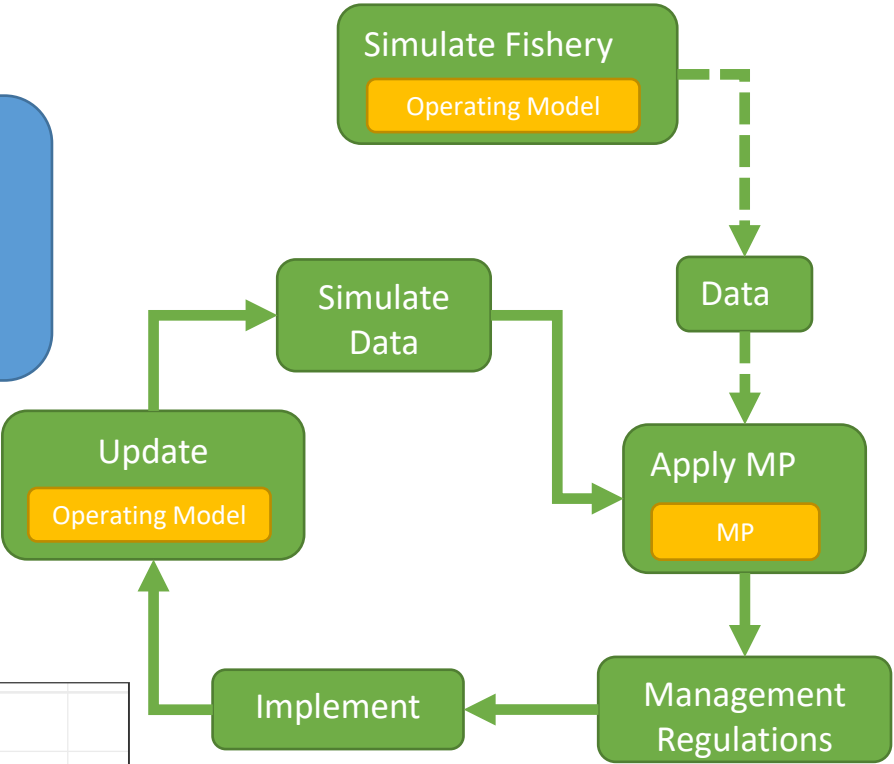 Simulate Fishery
Operating Model
Simulate
Data
Data
Update
Operating Model
Apply MP
MP
Implement
Management
Regulations